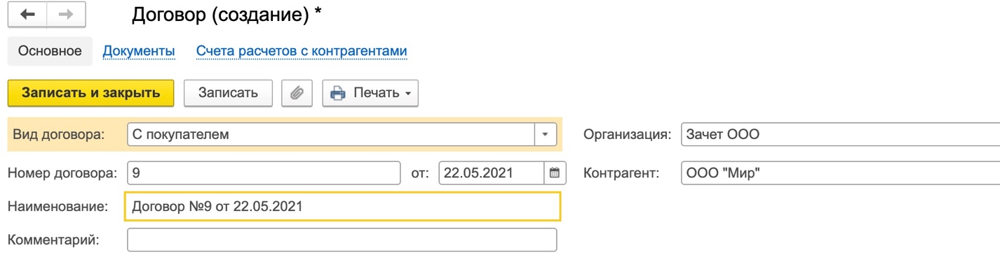 Договор (создание) *
Основное Документы Счета расчетов с контрагентами
Записать и закрыть Записать Печать
Вид договора: С покупателем Организация: Зачет ООО
Номер договора: 9 от: 22.05.2021 Контрагент: ООО "Мир"
Наименование: Договор №9 от 22.05.2021
Комментарий: